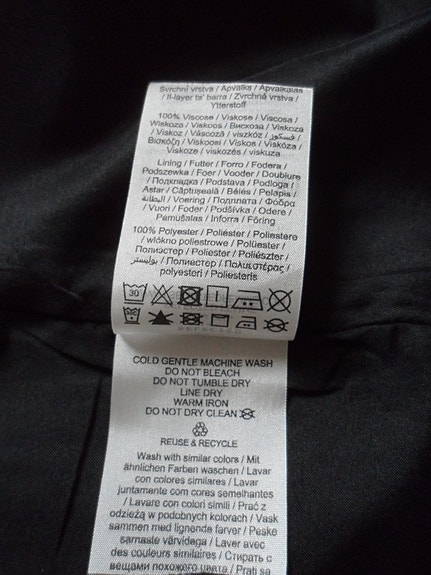 Svrchní vrstva / Apvalks / Apvalkalas
/ Il-layer ta' barra / Zvrchná vrstva /
Ytterstoff
100% Viscose / Viskose / Viscosa /
Wiskoza / Viskoos / Вискоза / Viskoza
/ Viskoz / Vâscoză / viszkóz / فسكوز /
Βισκόζη / Viskoosi / Viskos / Viskóza /
Viskoze / viskozės / viskuża
Lining / Futter / Forro / Fodera /
Podszewka / Foer / Vooder / Doublure
/ Подкладка / Podstava / Podloga /
Astar / Căptuşeală / Bélés / Pelapis /
البطانة / Voering / Подплата / Φόδρα
/ Vuori / Foder / Podšívka / Odere /
Pamušalas / Inforra / Fôring
100% Polyester / Poliéster / Poliestere
/ włókno poliestrowe / Polüester /
Полиэстер / Poliester / Poliészter /
بوليستر / Полиестер / Πολυεστέρας /
polyesteri / Poliesteris
30
30
COLD GENTLE MACHINE WASH
DO NOT BLEACH
DO NOT TUMBLE DRY
LINE DRY
WARM IRON
DO NOT DRY CLEAN
REUSE & RECYCLE
Wash with similar colors / Mit
ähnlichen Farben waschen / Lavar
con colores similares / Lavar
juntamente com cores semelhantes
/ Lavare con colori simili / Prać z
odzieżą w podobnych kolorach / Vask
sammen med lignende farver / Peske
samaste värvidega / Laver avec
des couleurs similaires / Стирать с
вещами похожего цвета / Prati sa